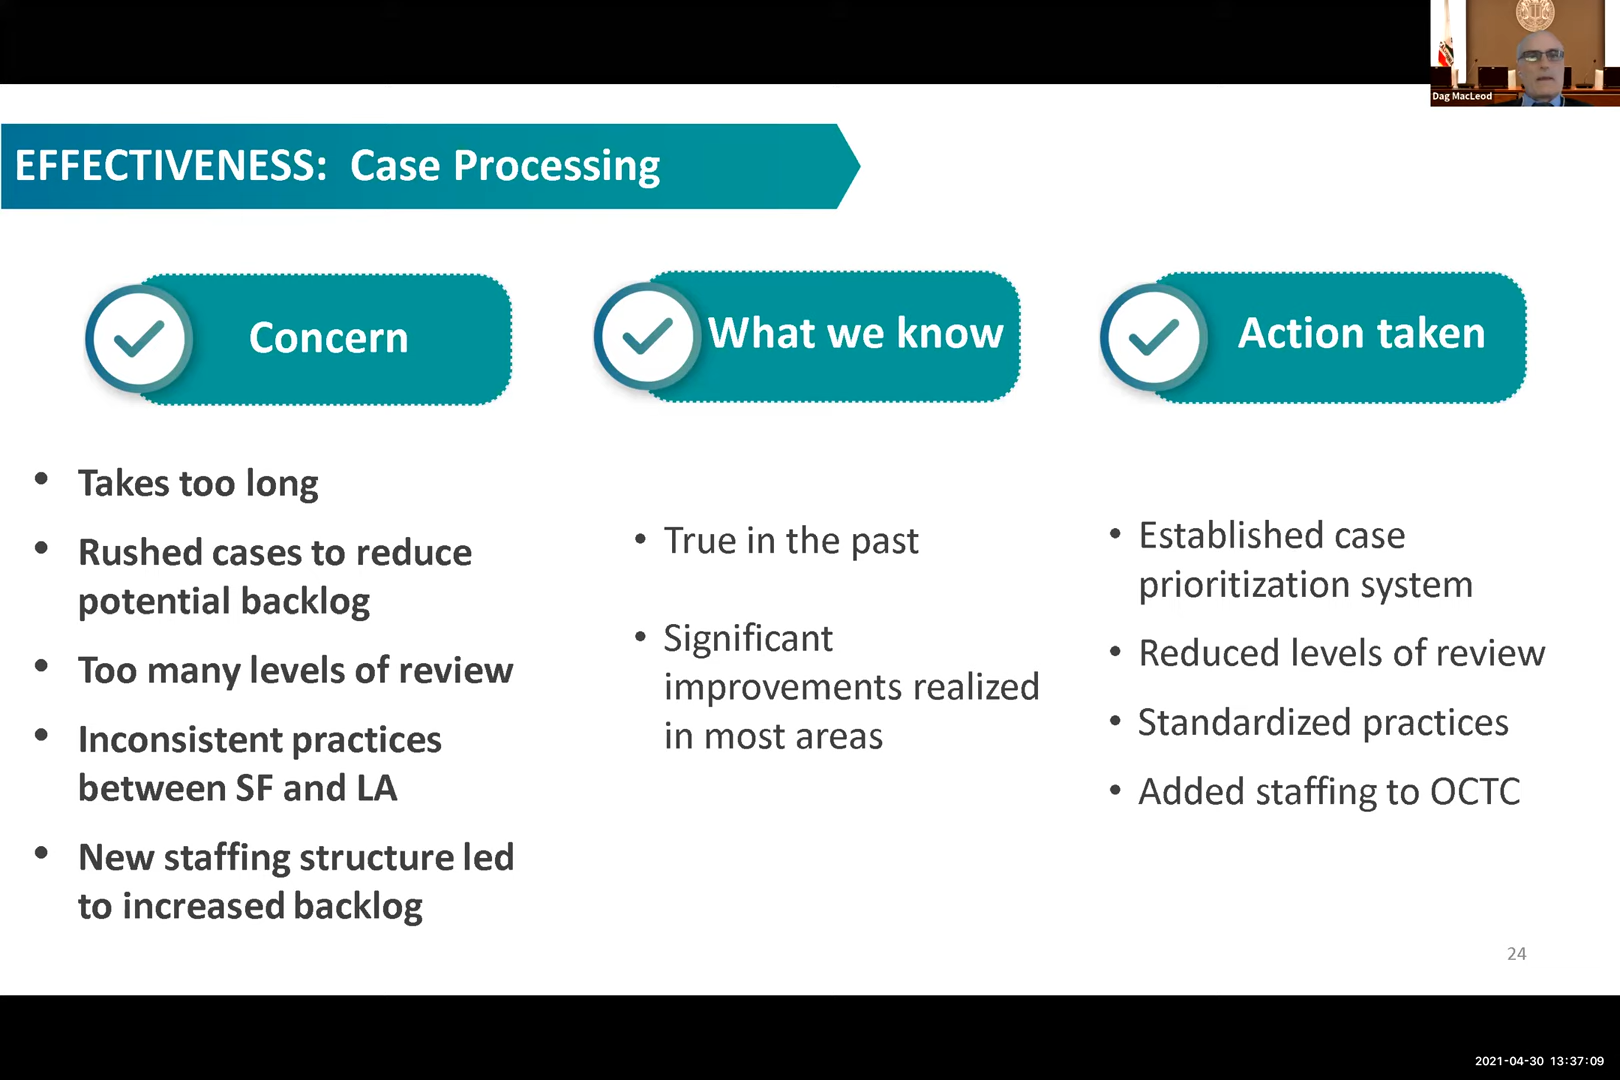 Dag MacLeod
EFFECTIVENESS: Case Processing
Concern
• Takes too long
• Rushed cases to reduce
potential backlog
• Too many levels of review
• Inconsistent practices
between SF and LA
• New staffing structure led
to increased backlog
What we know
• True in the past
• Significant
improvements realized
in most areas
Action taken
• Established case
prioritization system
• Reduced levels of review
• Standardized practices
• Added staffing to OCTC
24
2021-04-30 13:37:09